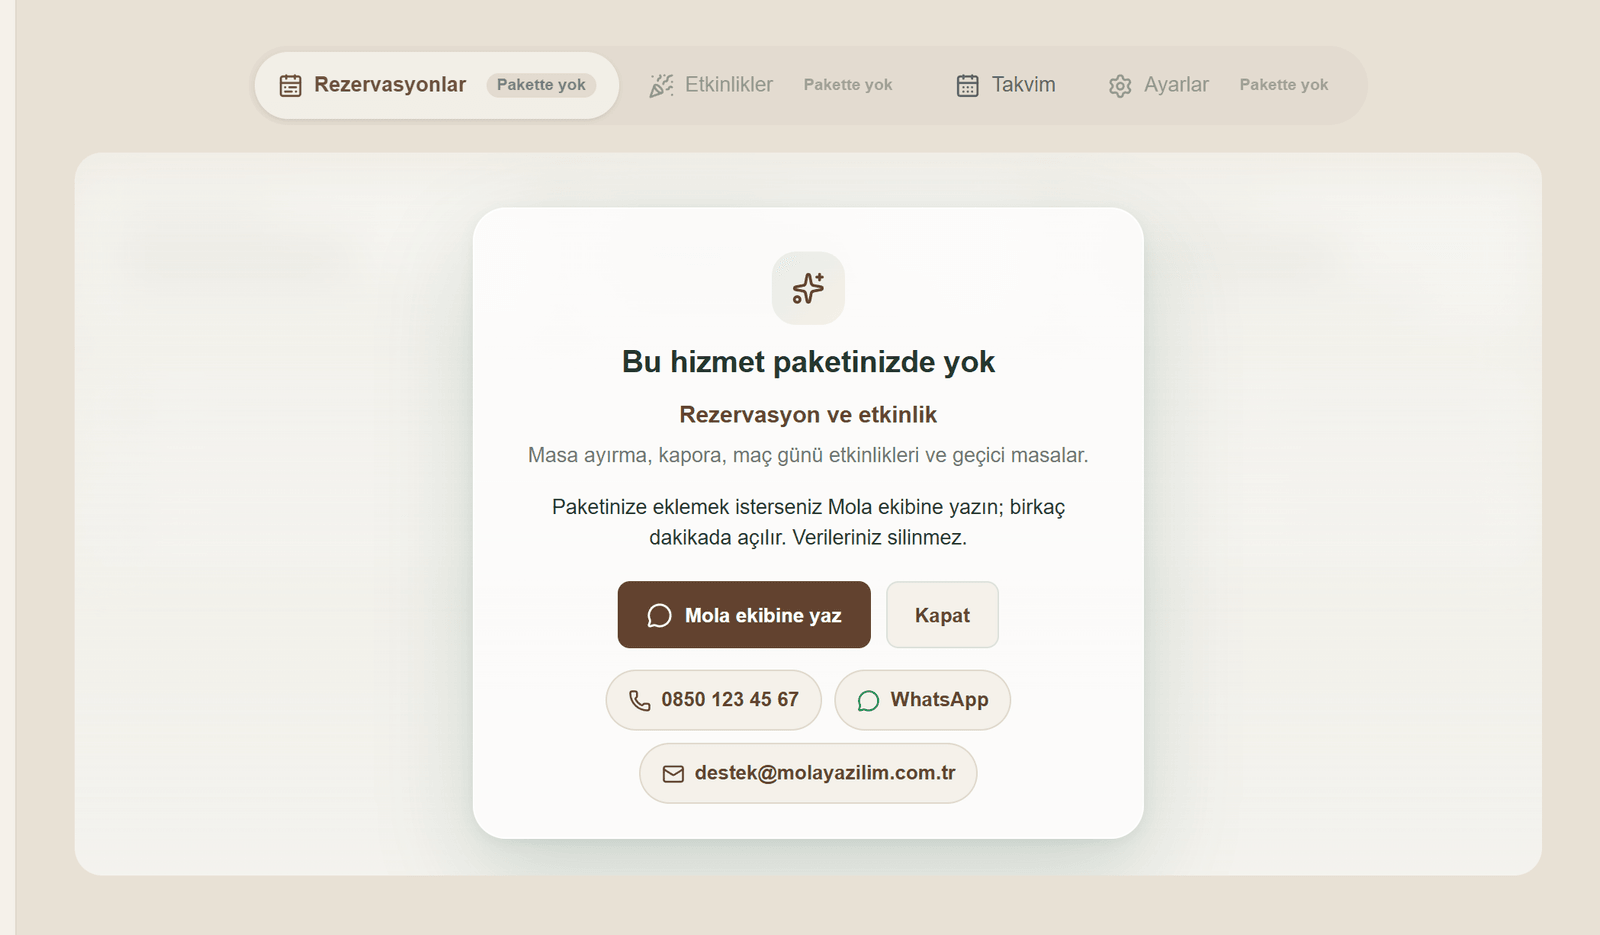 Rezervasyonlar Pakette yok Etkinlikler Pakette yok Takvim Ayarlar Pakette yok
Bu hizmet paketinizde yok
Rezervasyon ve etkinlik
Masa ayırma, kapora, maç günü etkinlikleri ve geçici masalar.
Paketinize eklemek isterseniz Mola ekibine yazın; birkaç
dakikada açılır. Verileriniz silinmez.
Mola ekibine yaz Kapat
0850 123 45 67 WhatsApp
destek@molayazilim.com.tr